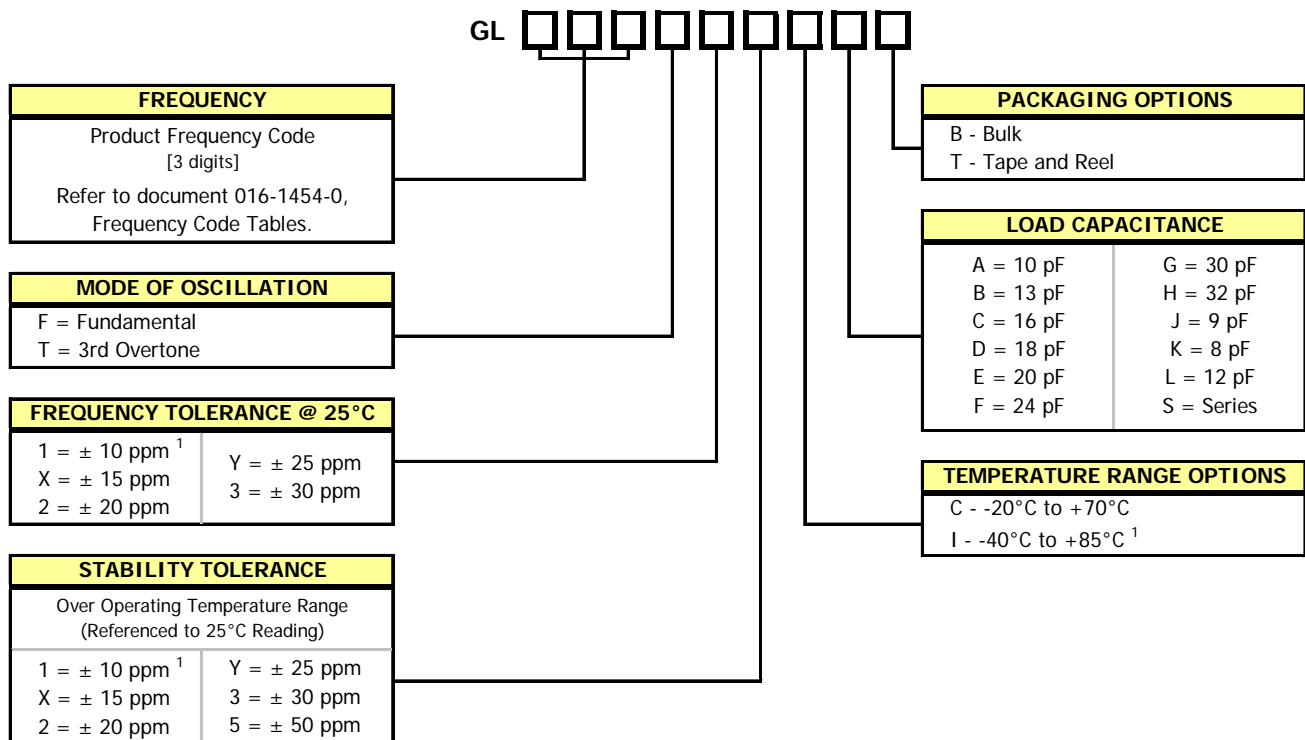 GL
FREQUENCY
Product Frequency Code
[3 digits]
Refer to document 016-1454-0,
Frequency Code Tables.
MODE OF OSCILLATION
F = Fundamental
T = 3rd Overtone
FREQUENCY TOLERANCE @ 25°C
1 = ± 10 ppm 1
X = ± 15 ppm
2 = ± 20 ppm
Y = ± 25 ppm
3 = ± 30 ppm
STABILITY TOLERANCE
Over Operating Temperature Range
(Referenced to 25°C Reading)
1 = ± 10 ppm 1
X = ± 15 ppm
2 = ± 20 ppm
Y = ± 25 ppm
3 = ± 30 ppm
5 = ± 50 ppm
PACKAGING OPTIONS
B - Bulk
T - Tape and Reel
LOAD CAPACITANCE
A = 10 pF
B = 13 pF
C = 16 pF
D = 18 pF
E = 20 pF
F = 24 pF
G = 30 pF
H = 32 pF
J = 9 pF
K = 8 pF
L = 12 pF
S = Series
TEMPERATURE RANGE OPTIONS
C - -20°C to +70°C
I - -40°C to +85°C 1